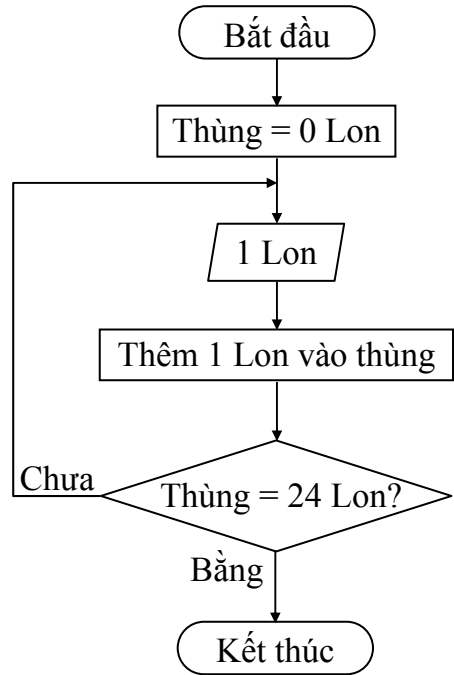 Bắt đầu
Thùng = 0 Lon
1 Lon
Thêm 1 Lon vào thùng
Thùng = 24 Lon?
Chưa
Bằng
Kết thúc